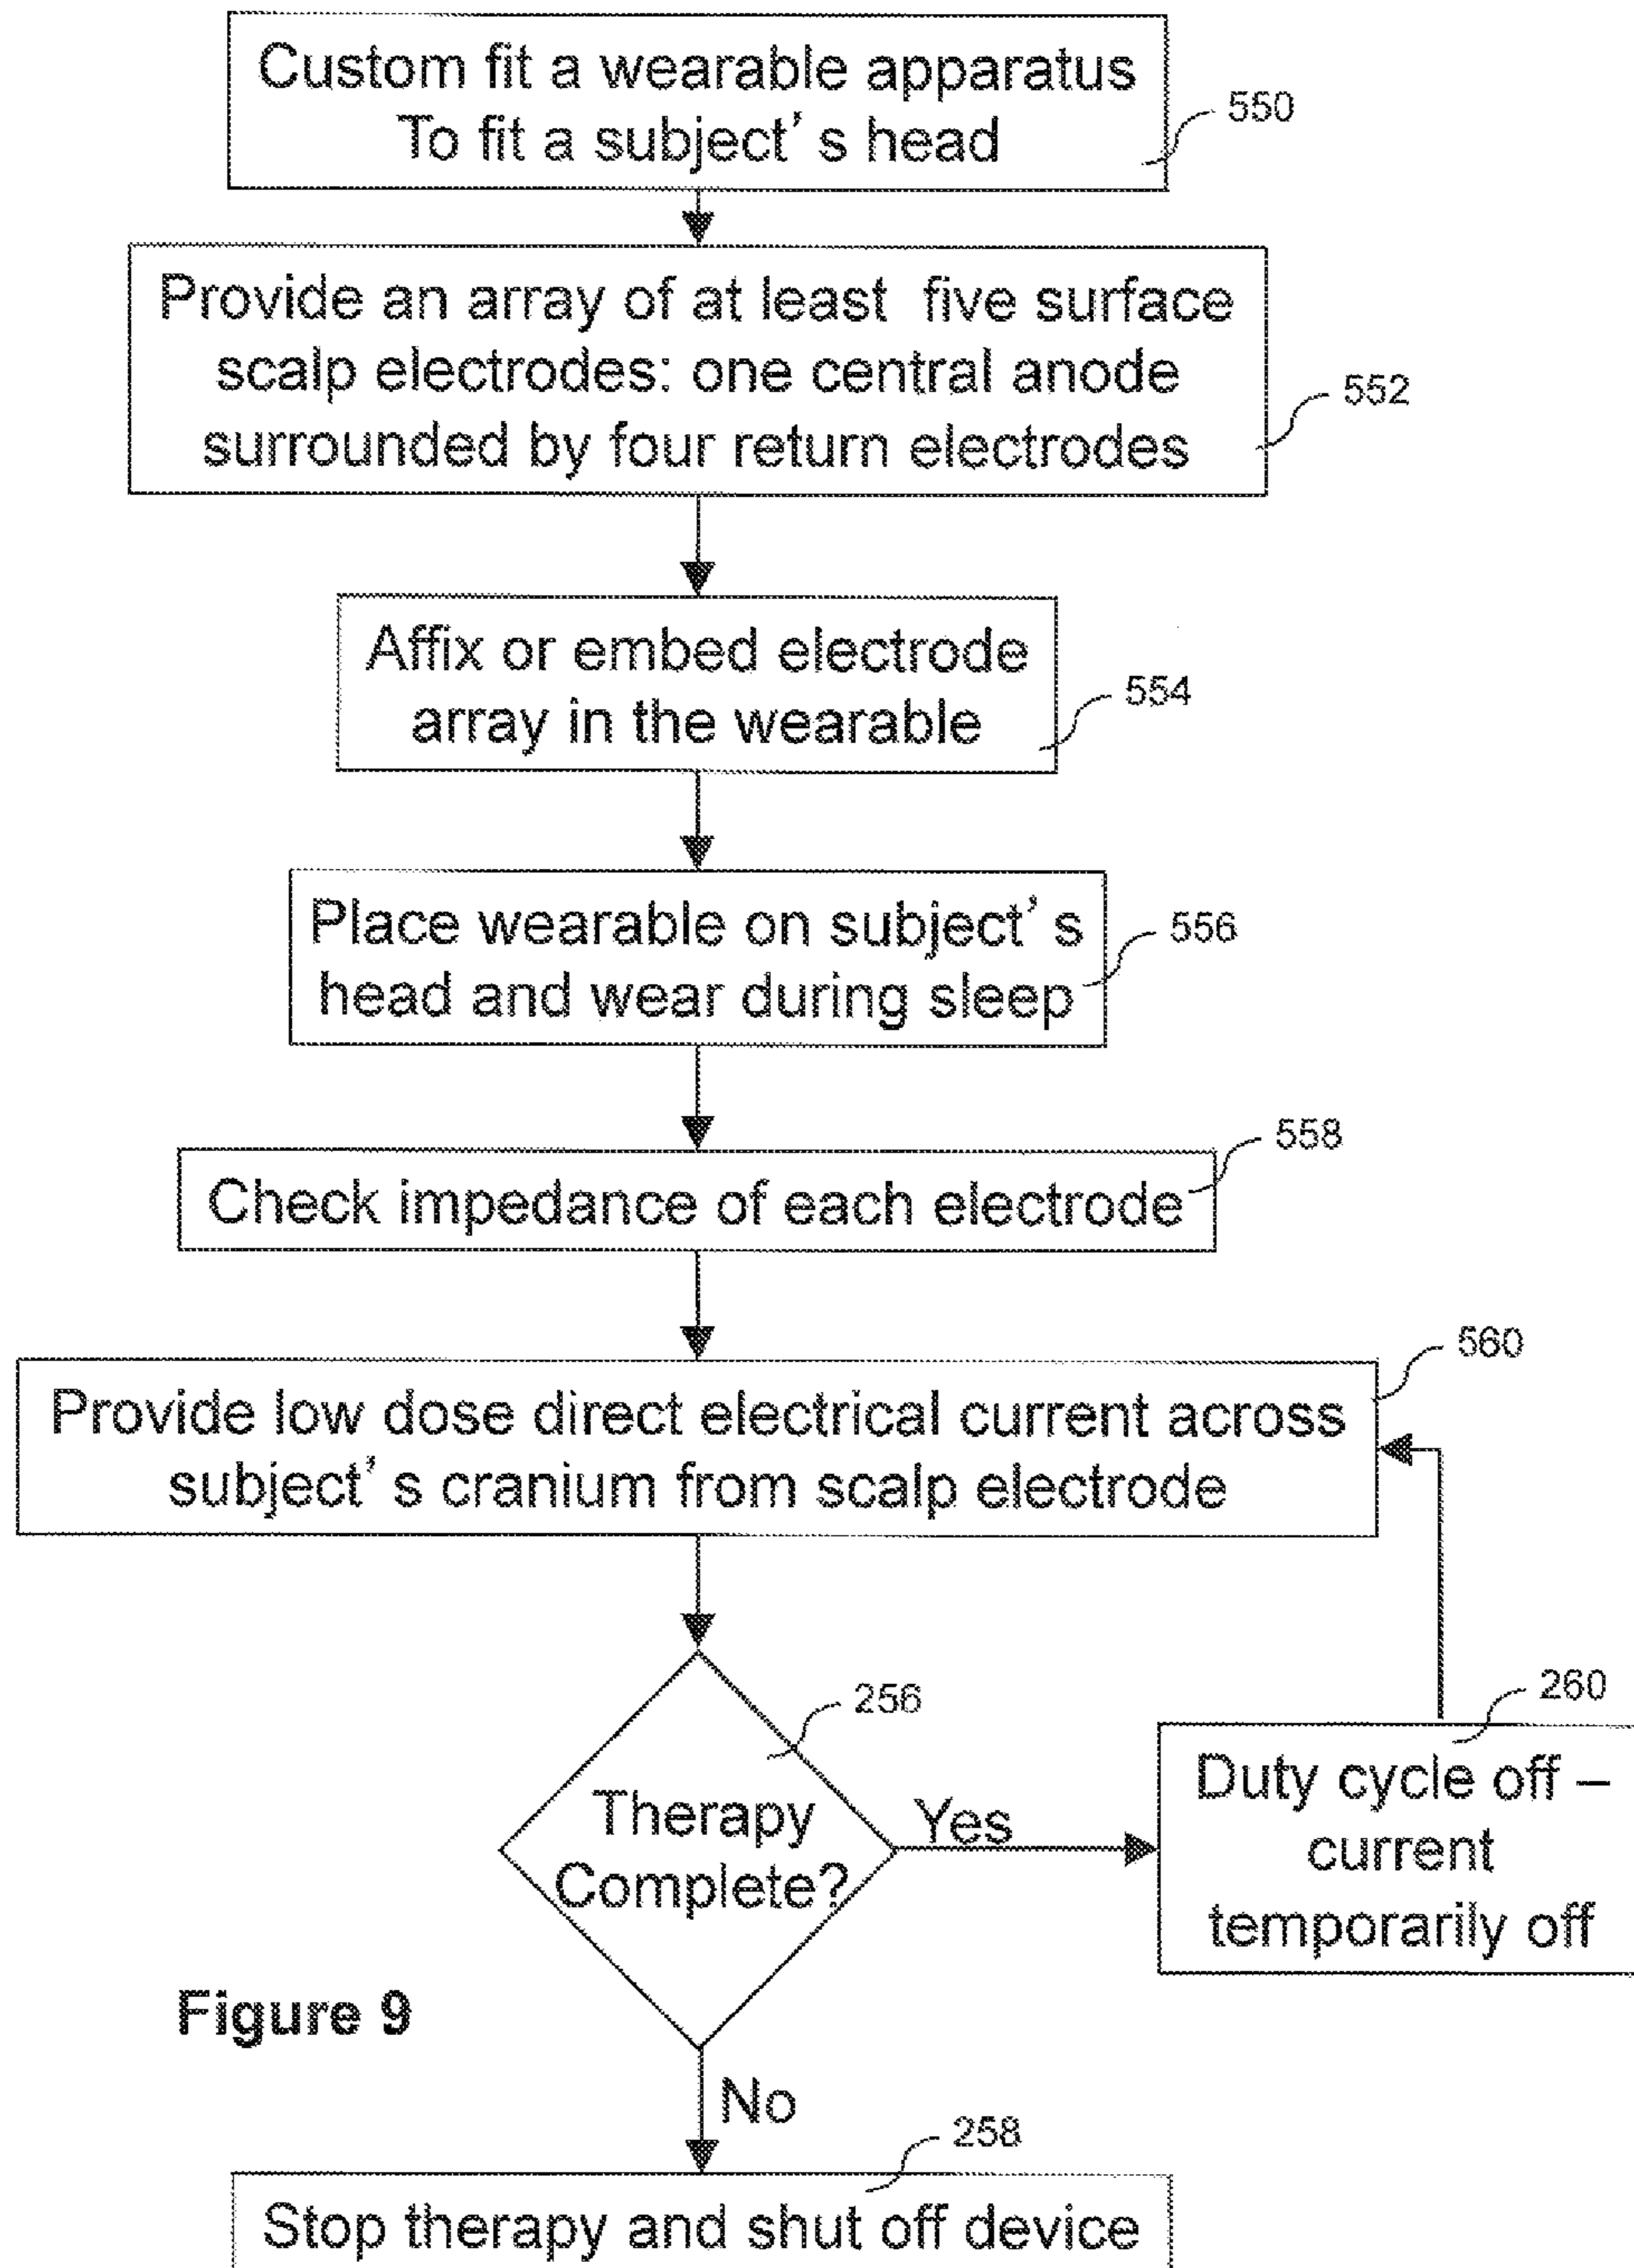 Custom fit a wearable apparatus
To fit a subject's head
550
Provide an array of at least five surface
scalp electrodes: one central anode
surrounded by four return electrodes
552
Affix or embed electrode
array in the wearable
554
Place wearable on subject's
head and wear during sleep
556
Check impedance of each electrode
558
Provide low dose direct electrical current across
subject's cranium from scalp electrode
560
Therapy
Complete?
256
Yes
Duty cycle off –
current
temporarily off
260
No
Figure 9
Stop therapy and shut off device
258